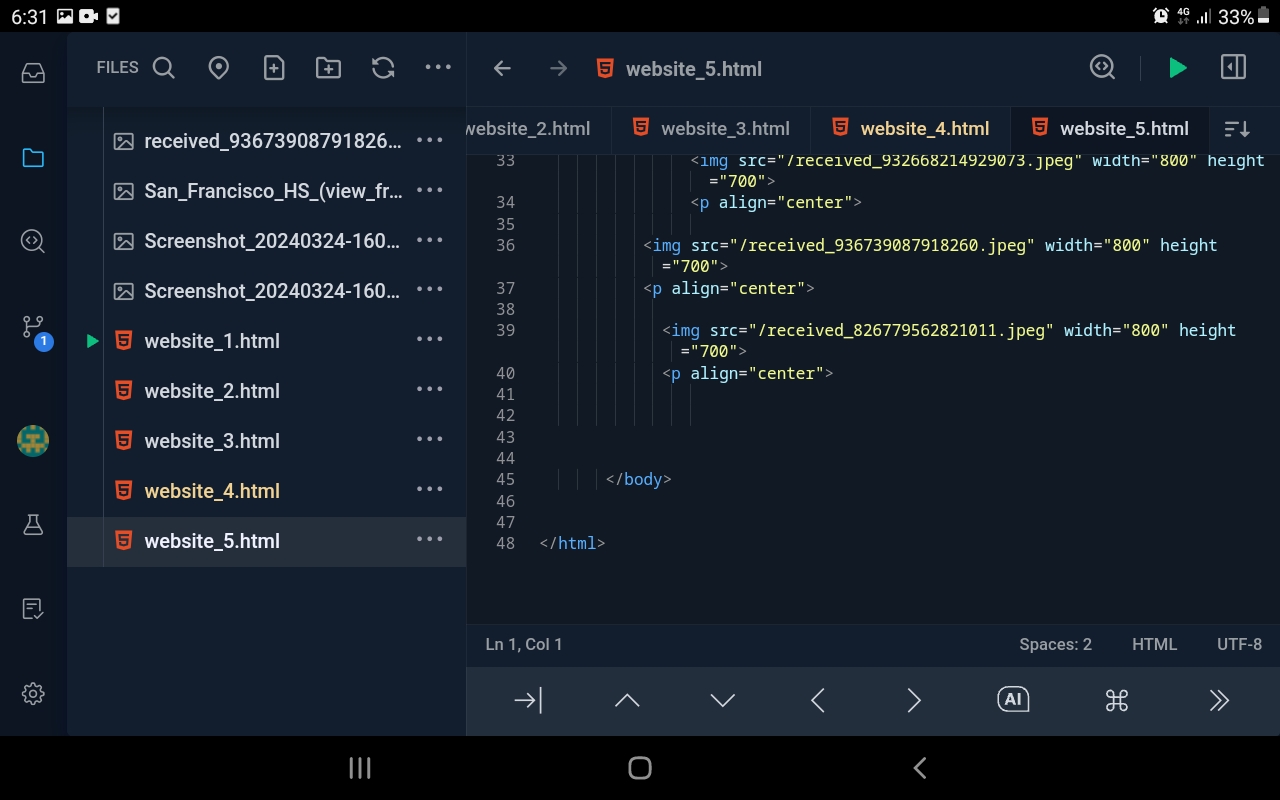 6:31
4G
33%
FILES
website_5.html
website_2.html
website_3.html
website_4.html
website_5.html
received_93673908791826...
San_Francisco_HS_(view_fr...
Screenshot_20240324-160...
Screenshot_20240324-160...
website_1.html
website_2.html
website_3.html
website_4.html
website_5.html
1
33 <img src="/received_932668214929073.jpeg" width="800" height
="700">
34 <p align="center">
35
36 <img src="/received_936739087918260.jpeg" width="800" height
="700">
37 <p align="center">
38
39 <img src="/received_826779562821011.jpeg" width="800" height
="700">
40 <p align="center">
41
42
43
44
45 </body>
46
47
48 </html>
Ln 1, Col 1
Spaces: 2
HTML
UTF-8
AI